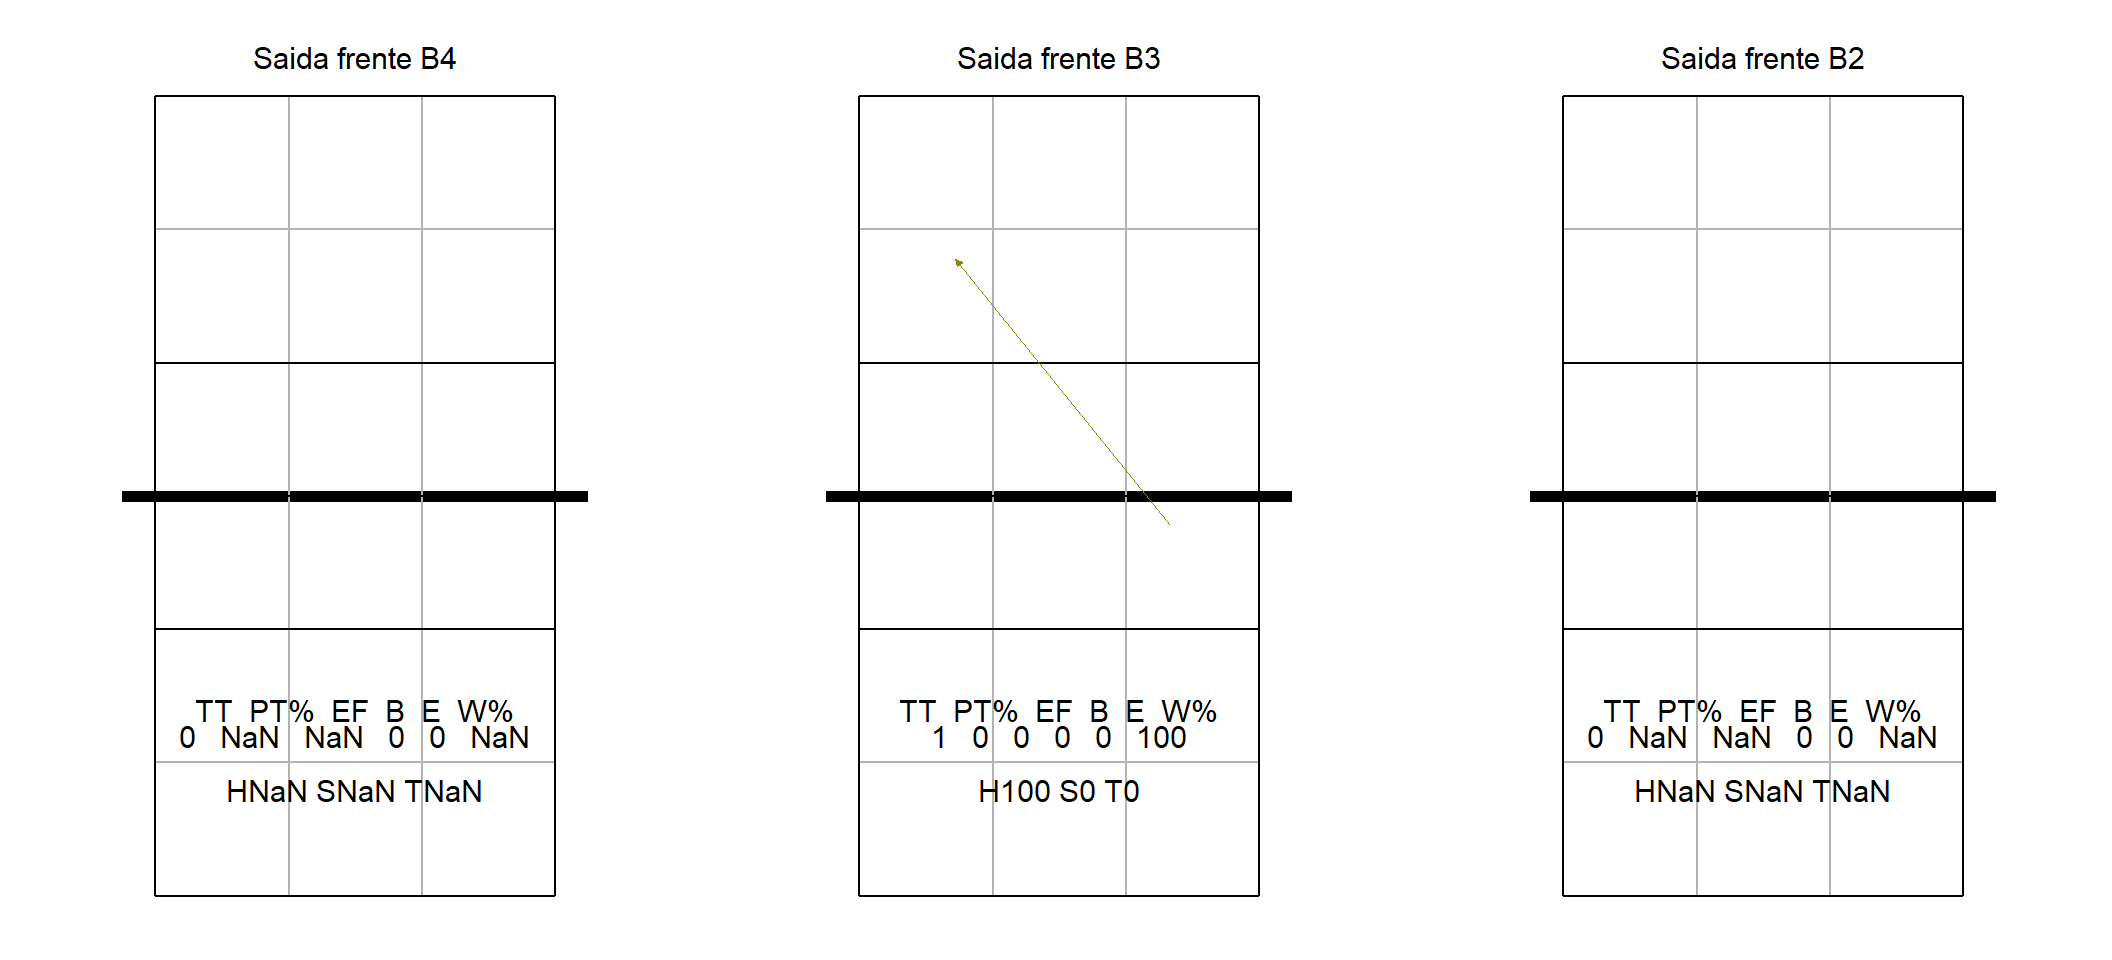 Saida frente B4
TT PT% EF B E W%
0 NaN NaN 0 0 NaN
HNaN SNaN TNaN
Saida frente B3
TT PT% EF B E W%
1 0 0 0 0 100
H100 S0 T0
Saida frente B2
TT PT% EF B E W%
0 NaN NaN 0 0 NaN
HNaN SNaN TNaN